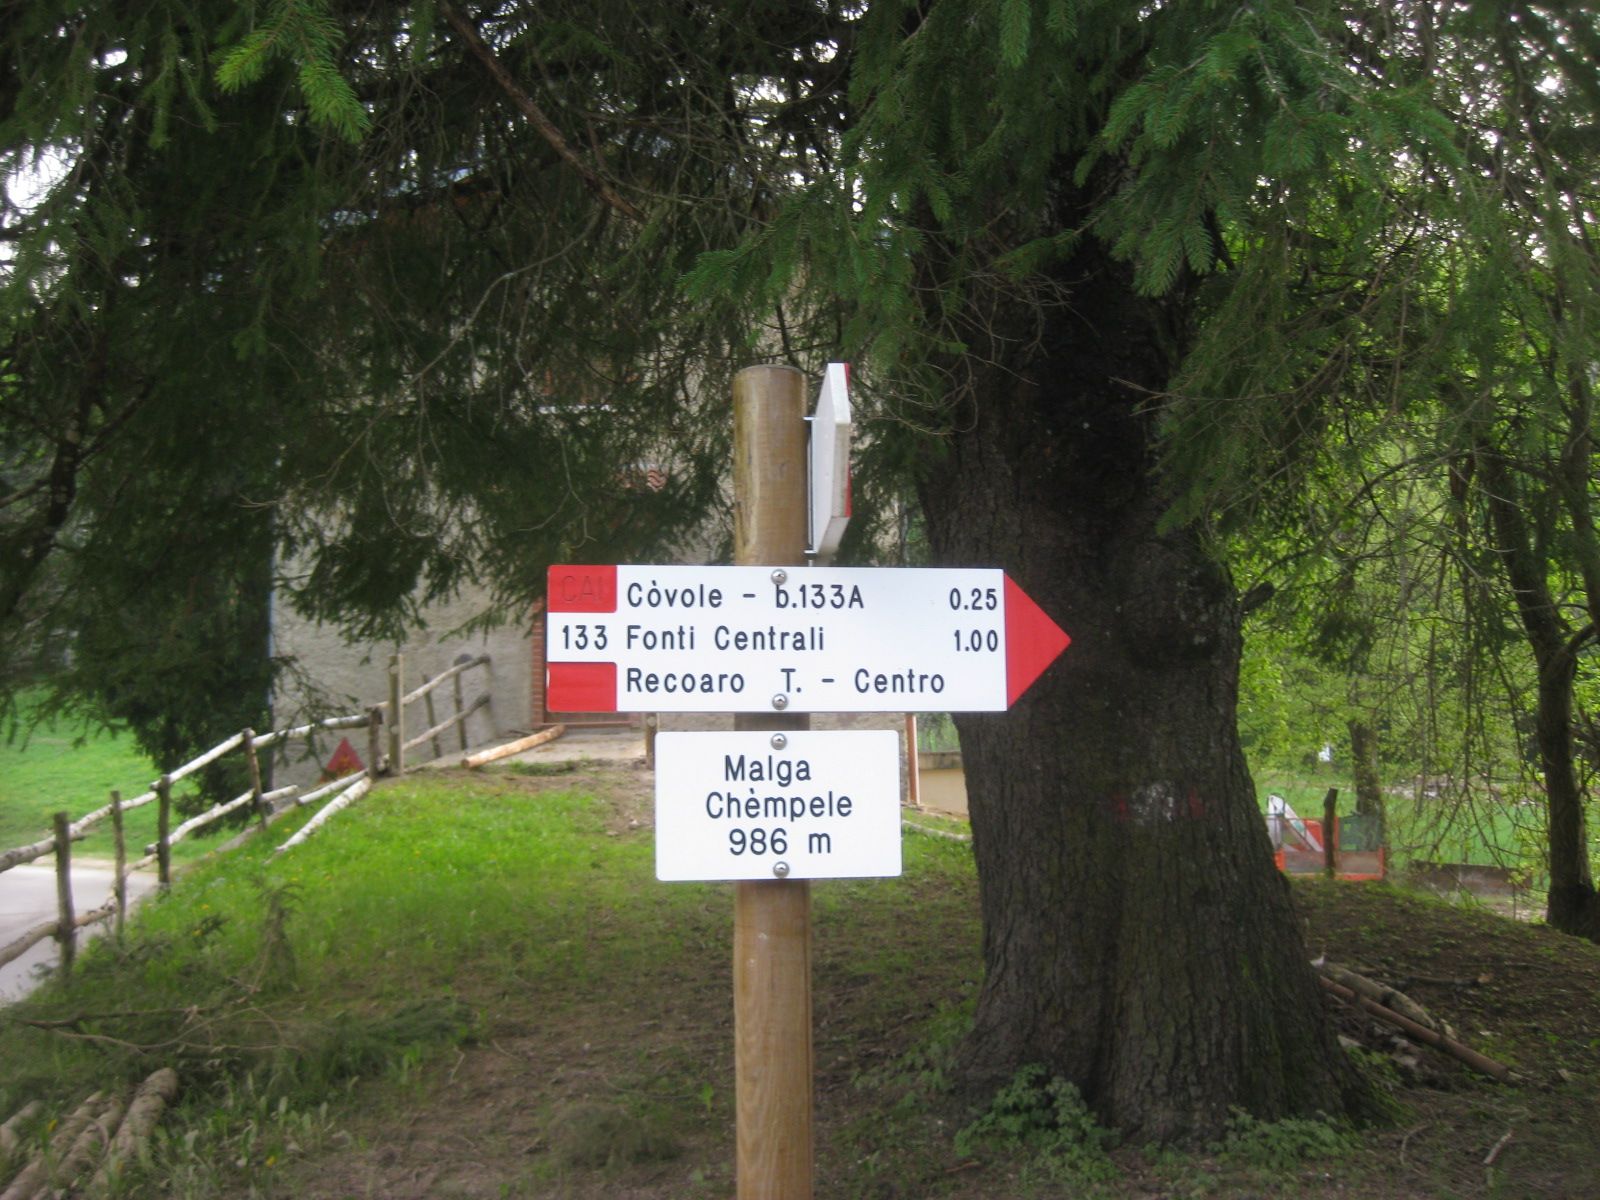 CAI Còvole - b.133A 0.25
133 Fonti Centrali 1.00
Recoaro T. - Centro
Malga
Chèmpele
986 m